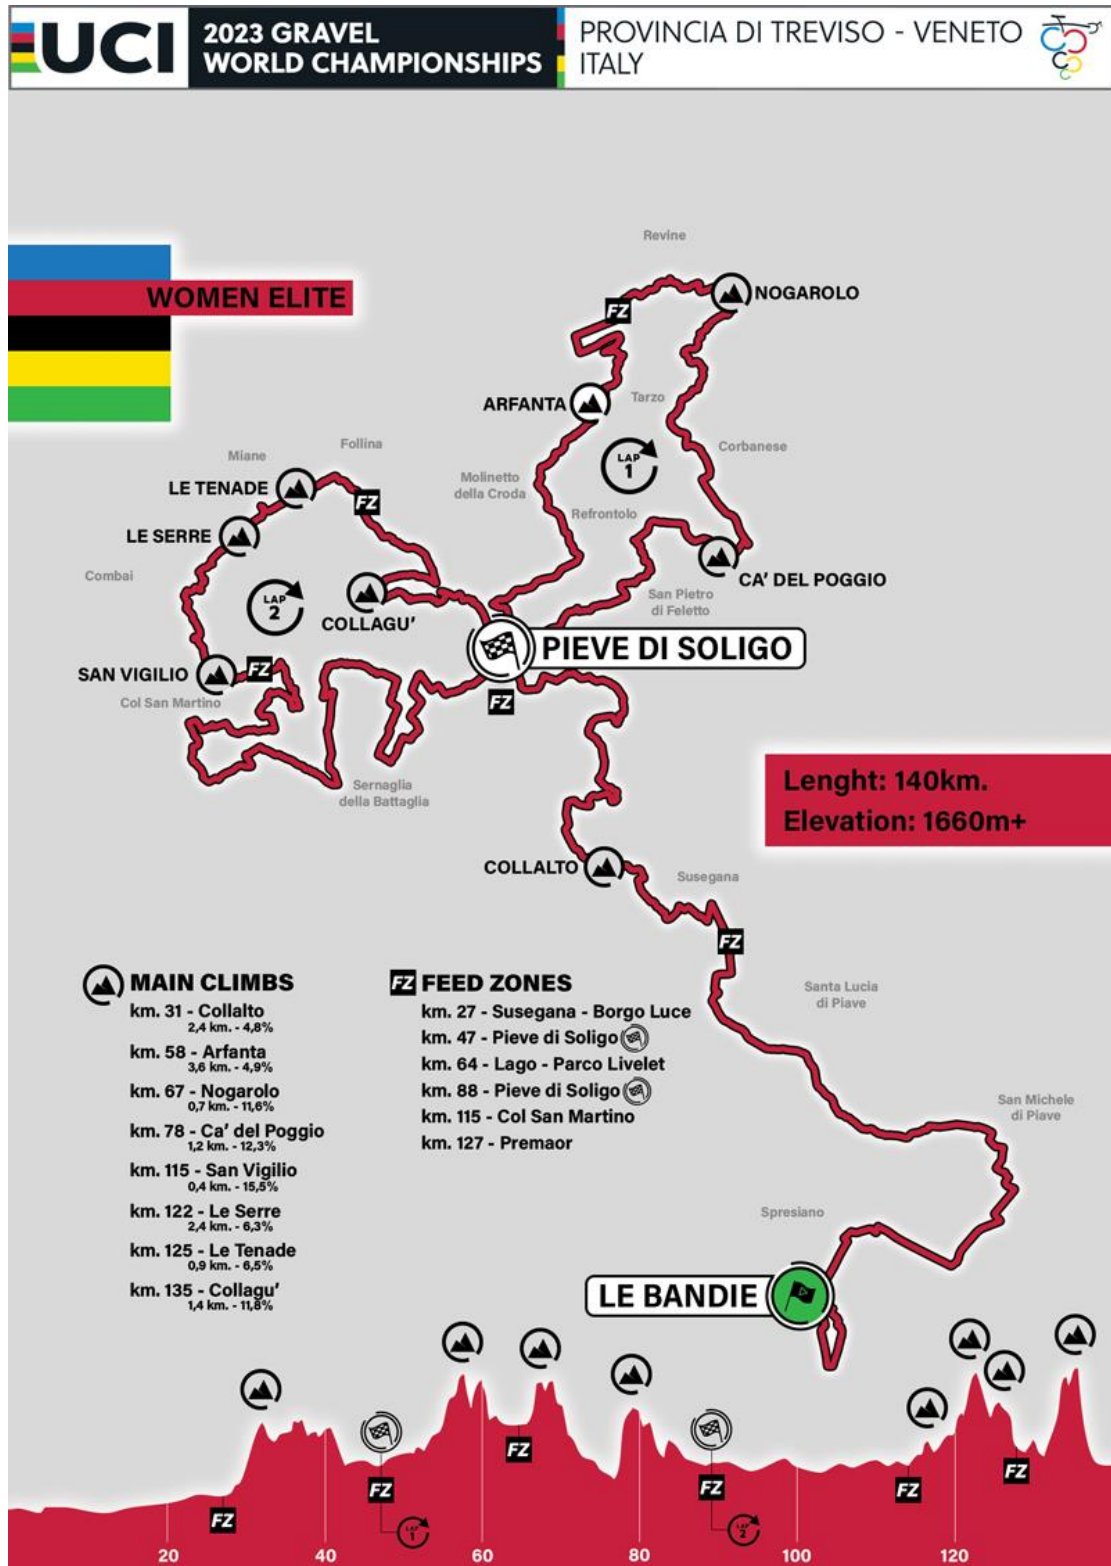 UCI
2023 GRAVEL
WORLD CHAMPIONSHIPS
PROVINCIA DI TREVISO - VENETO
ITALY
WOMEN ELITE
Revine
NOGAROLO
FZ
ARFANTA
Tarzo
LAP
1
Corbanese
Follina
Miane
LE TENADE
FZ
Molinetto
della Croda
Refrontolo
LE SERRE
Combai
LAP
2
COLLAGU'
CA' DEL POGGIO
San Pietro
di Feletto
PIEVE DI SOLIGO
SAN VIGILIO
FZ
Col San Martino
FZ
Sernaglia
della Battaglia
Lenght: 140km.
Elevation: 1660m+
COLLALTO
Susegana
FZ
Santa Lucia
di Piave
San Michele
di Piave
Spresiano
LE BANDIE
MAIN CLIMBS
km. 31 - Collalto
2,4 km. - 4,8%
km. 58 - Arfanta
3,6 km. - 4,9%
km. 67 - Nogarolo
0,7 km. - 11,6%
km. 78 - Ca' del Poggio
1,2 km. - 12,3%
km. 115 - San Vigilio
0,4 km. - 15,5%
km. 122 - Le Serre
2,4 km. - 6,3%
km. 125 - Le Tenade
0,9 km. - 6,5%
km. 135 - Collagu'
1,4 km. - 11,8%
FZ FEED ZONES
km. 27 - Susegana - Borgo Luce
km. 47 - Pieve di Soligo
km. 64 - Lago - Parco Livelet
km. 88 - Pieve di Soligo
km. 115 - Col San Martino
km. 127 - Premaor
FZ
FZ
FZ
FZ
FZ
FZ
LAP
1
LAP
2
20
40
60
80
100
120